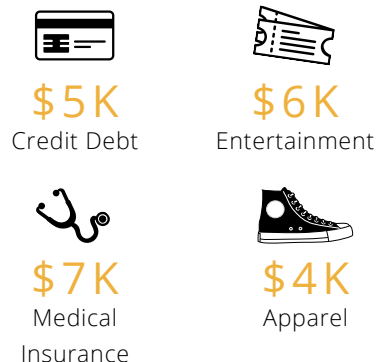 $5K
Credit Debt
$6K
Entertainment
$7K
Medical
Insurance
$4K
Apparel